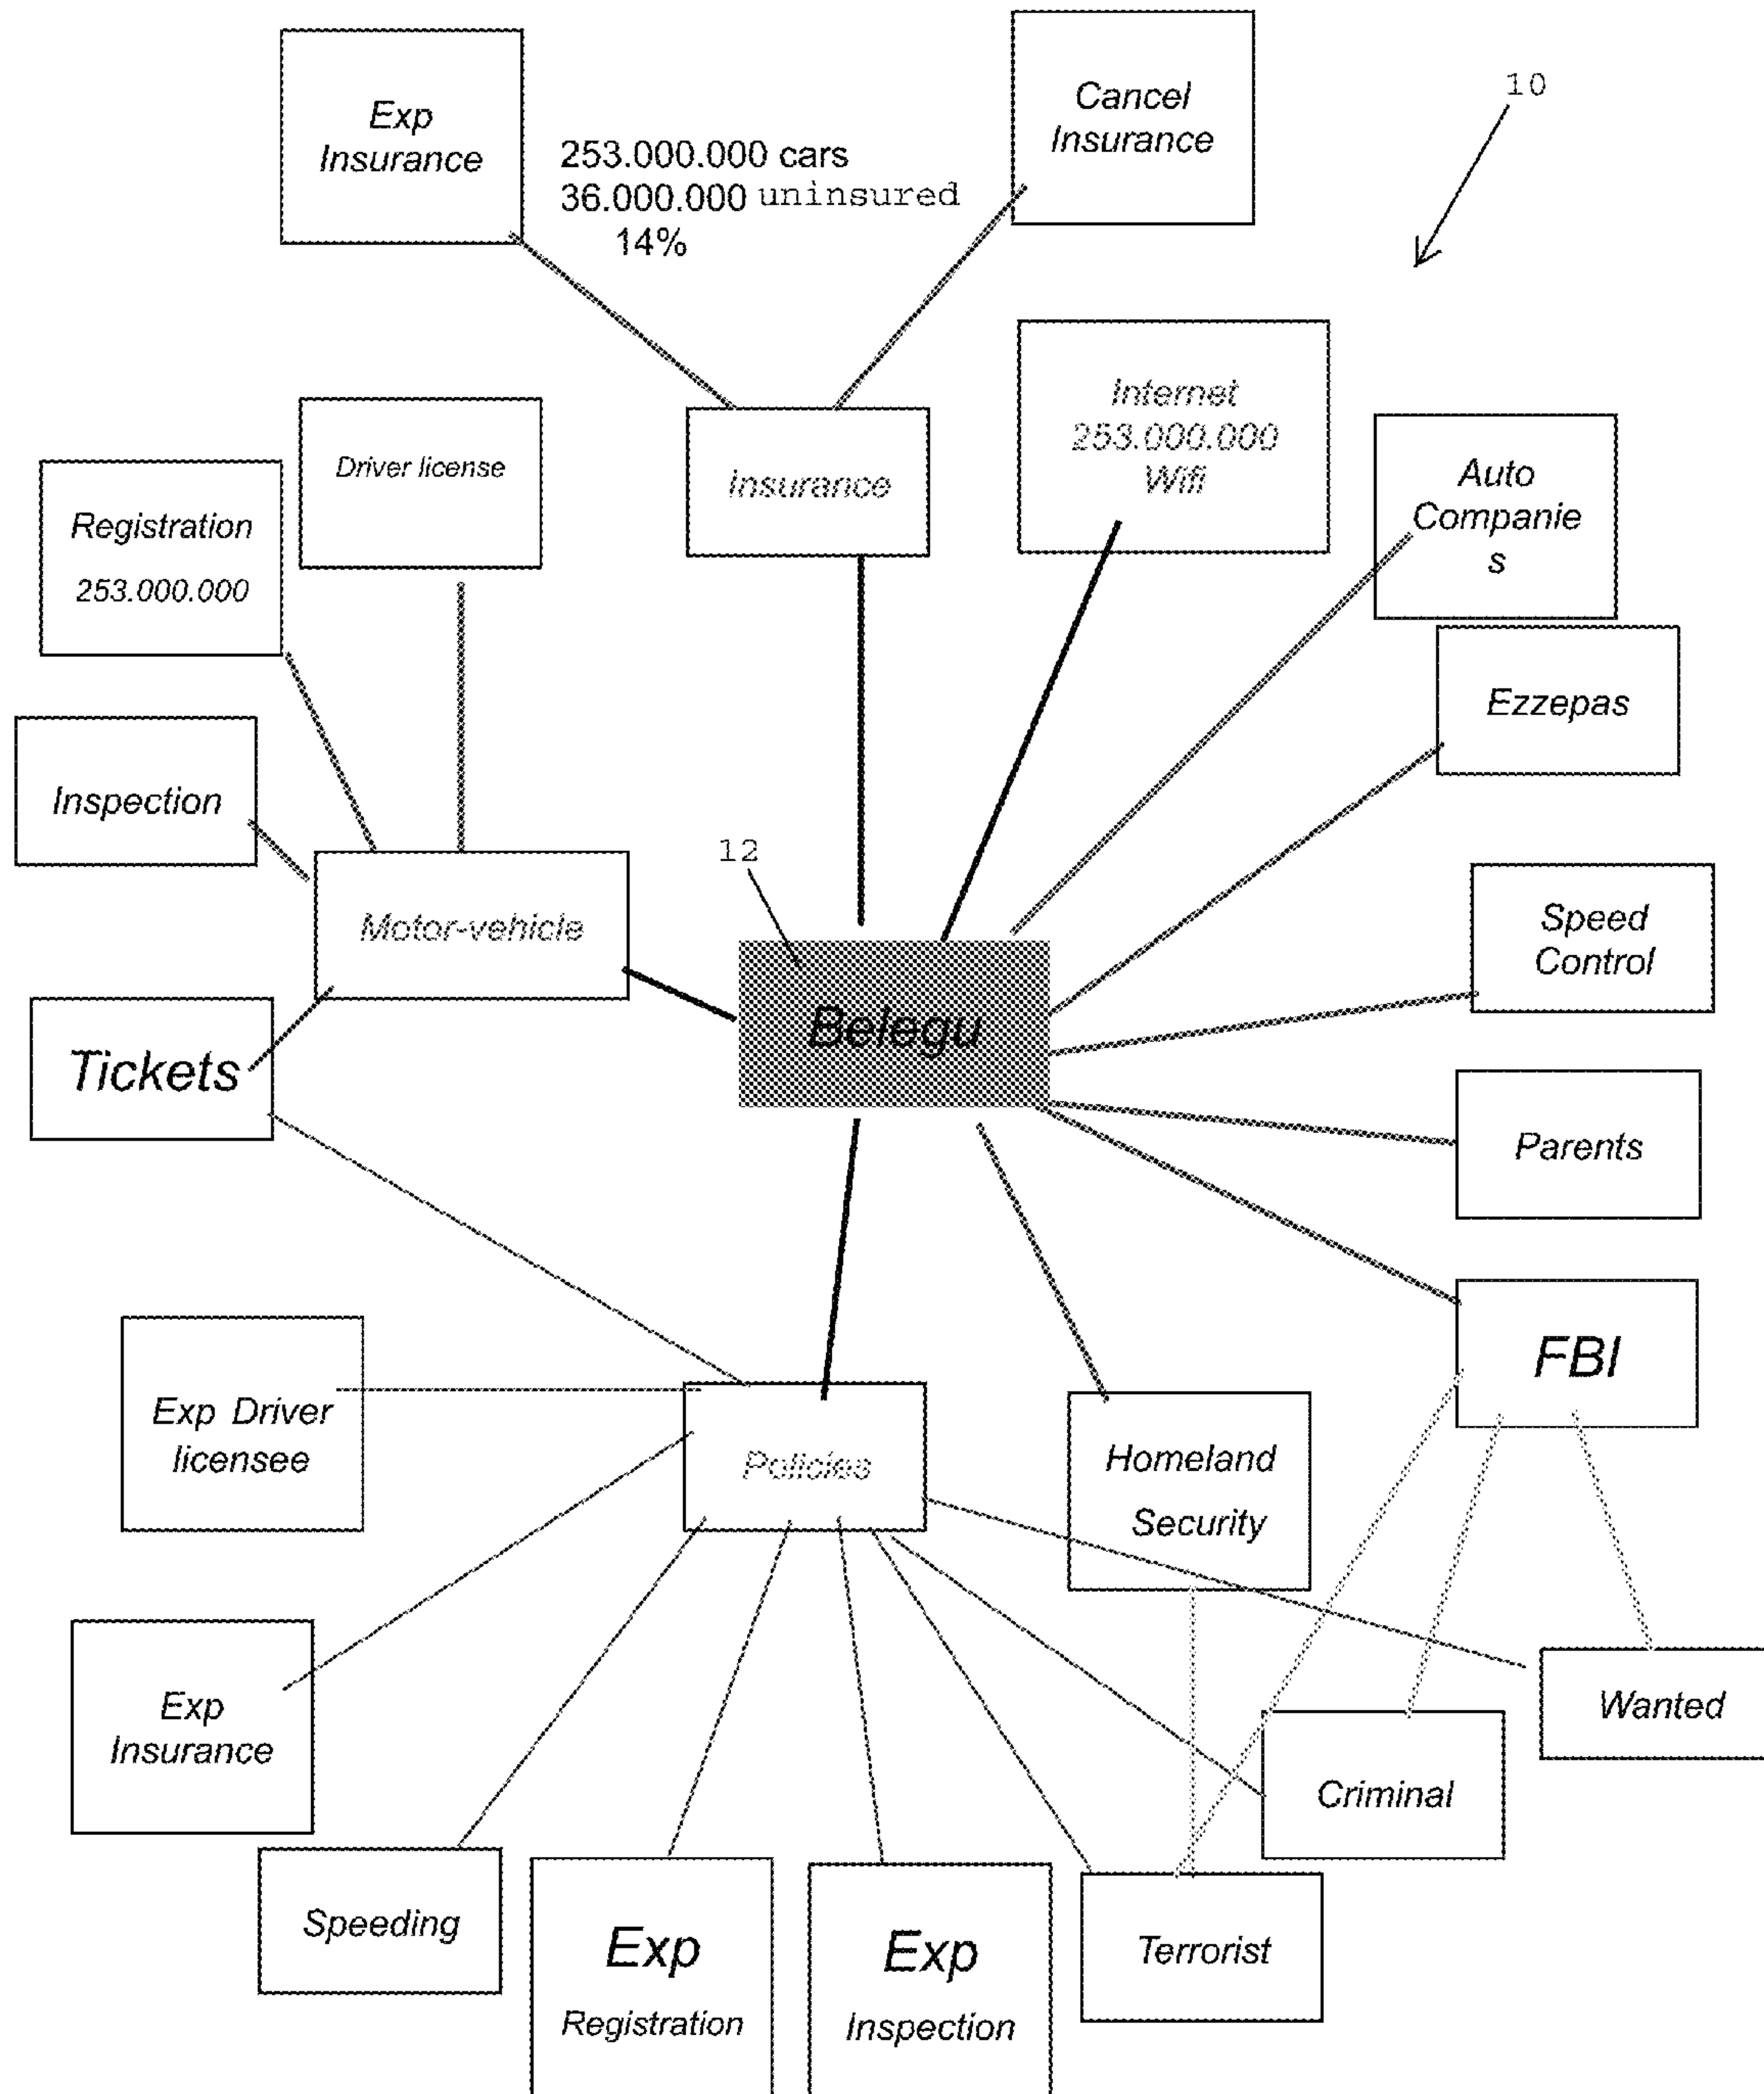 Exp
Insurance
253.000.000 cars
36.000.000 uninsured
14%
Cancel
Insurance
10
Internet
253.000.000
Wifi
Driver license
insurance
Auto
Companie
s
Registration
253.000.000
Ezzepas
Inspection
12
Motor-vehicle
Speed
Control
Belegu
Tickets
Parents
FBI
Exp Driver
licensee
Policies
Homeland
Security
Exp
Insurance
Wanted
Criminal
Speeding
Exp
Registration
Exp
Inspection
Terrorist